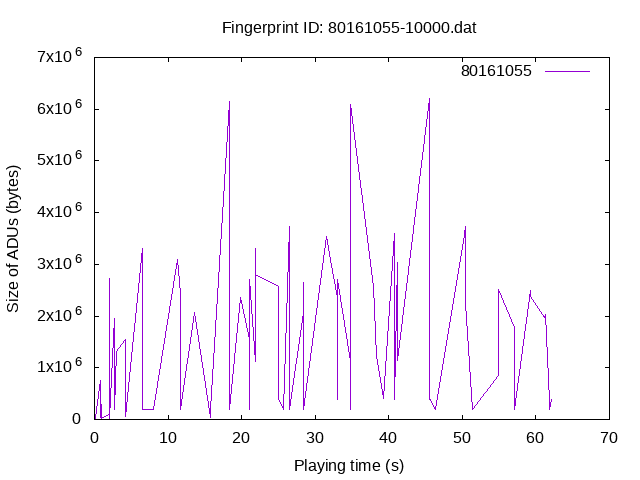 Fingerprint ID: 80161055-10000.dat
7x10^6
80161055
6x10^6
5x10^6
4x10^6
3x10^6
2x10^6
1x10^6
0
Size of ADUs (bytes)
0 10 20 30 40 50 60 70
Playing time (s)